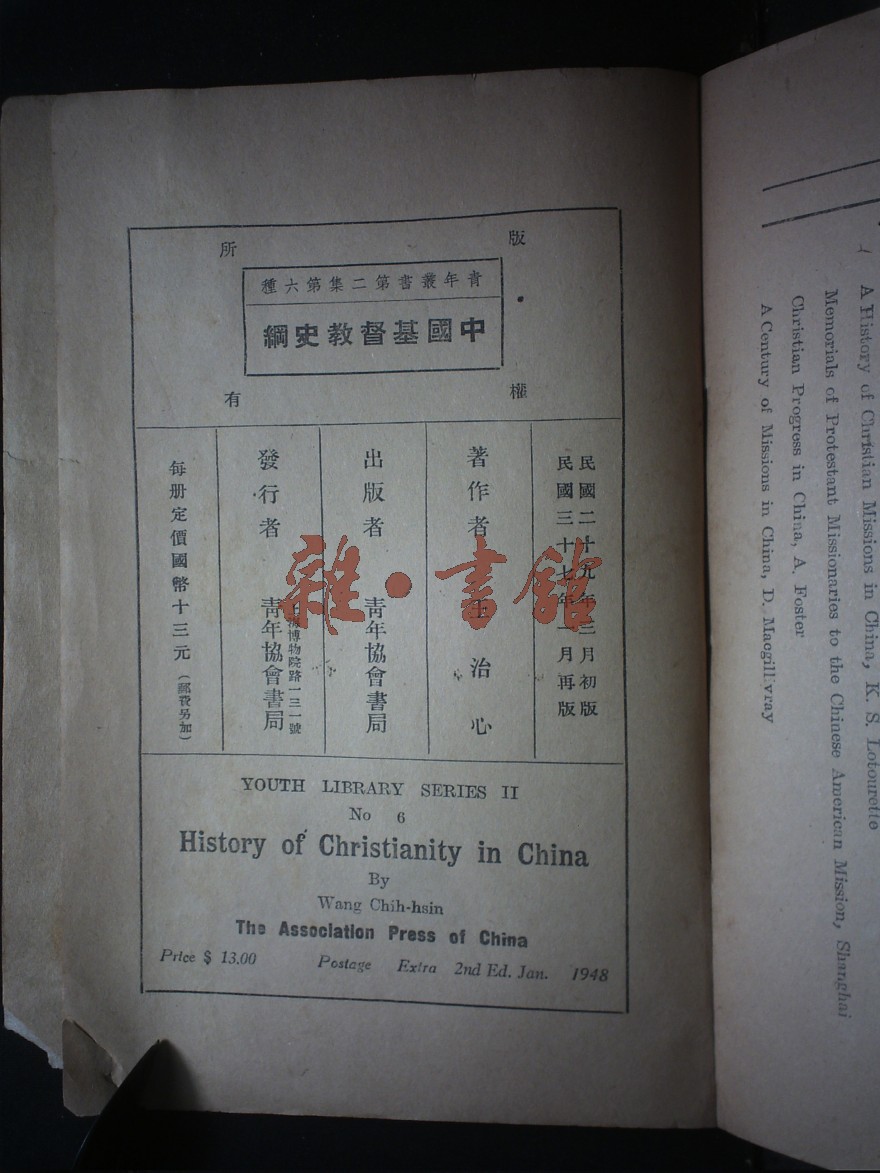 版權所有
青年叢書第二集第六種
中國基督教史綱
民國二十九年三月初版
民國三十七年一月再版
著作者 王治心
出版者 青年協會書局
發行者 上海博物院路一三一號
青年協會書局
每册定價國幣十三元(郵費另加)
YOUTH LIBRARY SERIES II
No 6
History of Christianity in China
By
Wang Chih-hsin
The Association Press of China
Price $ 13.00 Postage Extra 2nd Ed. Jan. 1948
A History of Christian Missions in China, K. S. Lotourette
Memorials of Protestant Missionaries to the Chinese American Mission, Shanghai
Christian Progress in China, A. Foster
A Century of Missions in China, D. Macgillivray
雜·書館